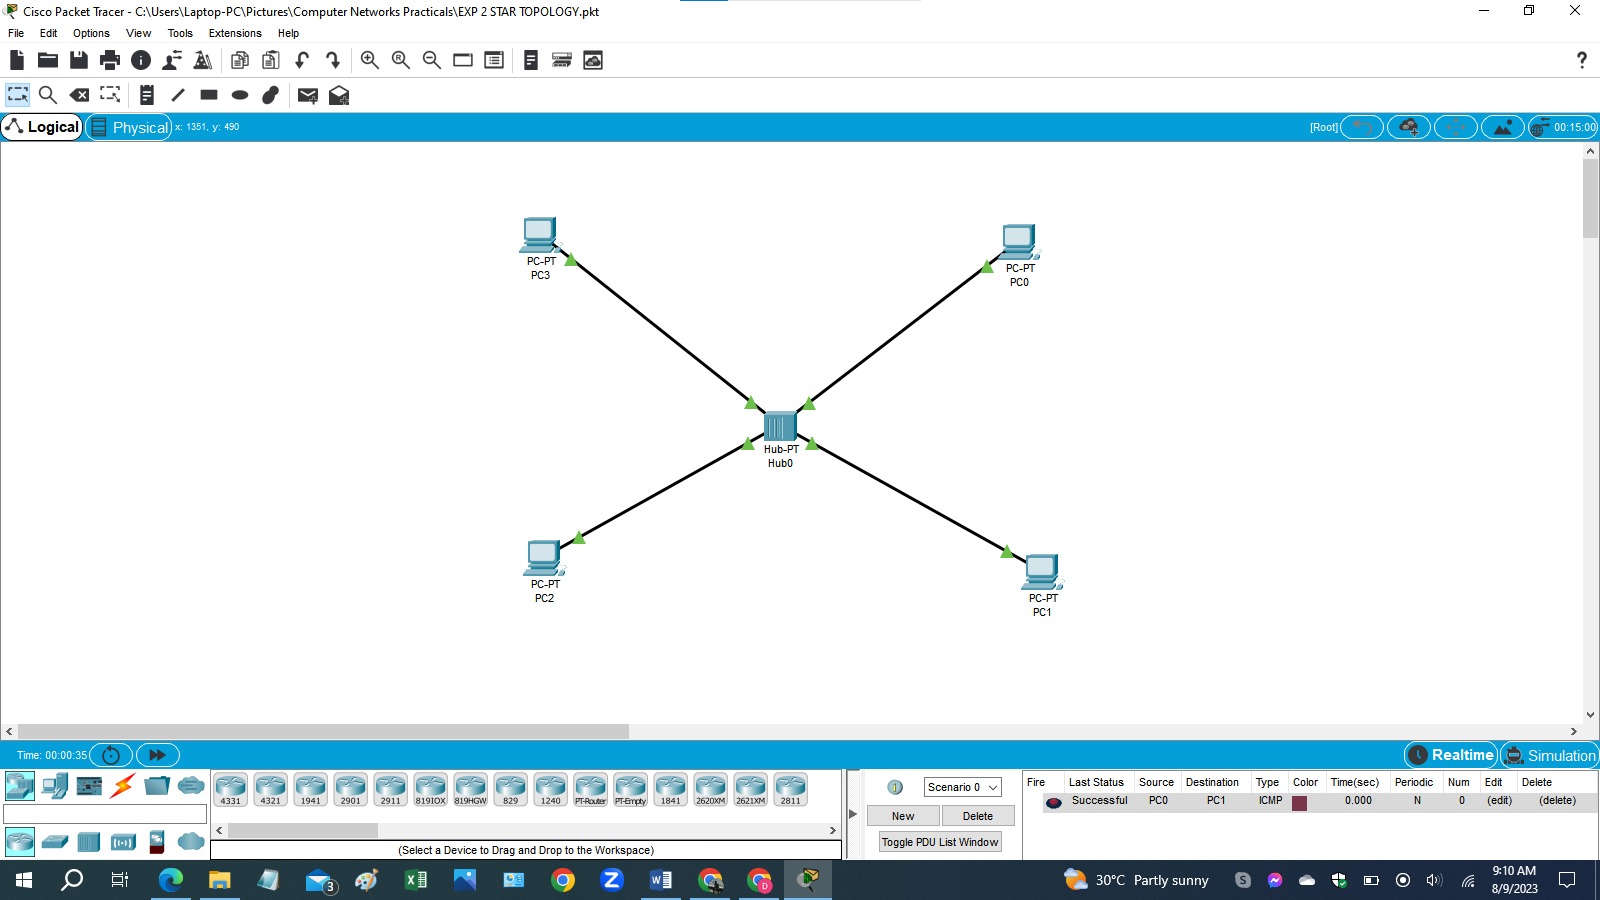 Cisco Packet Tracer - C:\Users\Laptop-PC\Pictures\Computer Networks Practicals\EXP 2 STAR TOPOLOGY.pkt
File Edit Options View Tools Extensions Help
?
Logical Physical x: 1351, y: 490 [Root] 00:15:00
PC-PT
PC3
PC-PT
PC0
Hub-PT
Hub0
PC-PT
PC2
PC-PT
PC1
Time: 00:00:35 Realtime Simulation
4331 4321 1941 2901 2911 819IOX 819HGW 829 1240 PT-Router PT-Empty 1841 2620XM 2621XM 2811
(Select a Device to Drag and Drop to the Workspace)
Scenario 0
New Delete
Toggle PDU List Window
Fire Last Status Source Destination Type Color Time(sec) Periodic Num Edit Delete
Successful PC0 PC1 ICMP 0.000 N 0 (edit) (delete)
3
30°C Partly sunny
9:10 AM
8/9/2023